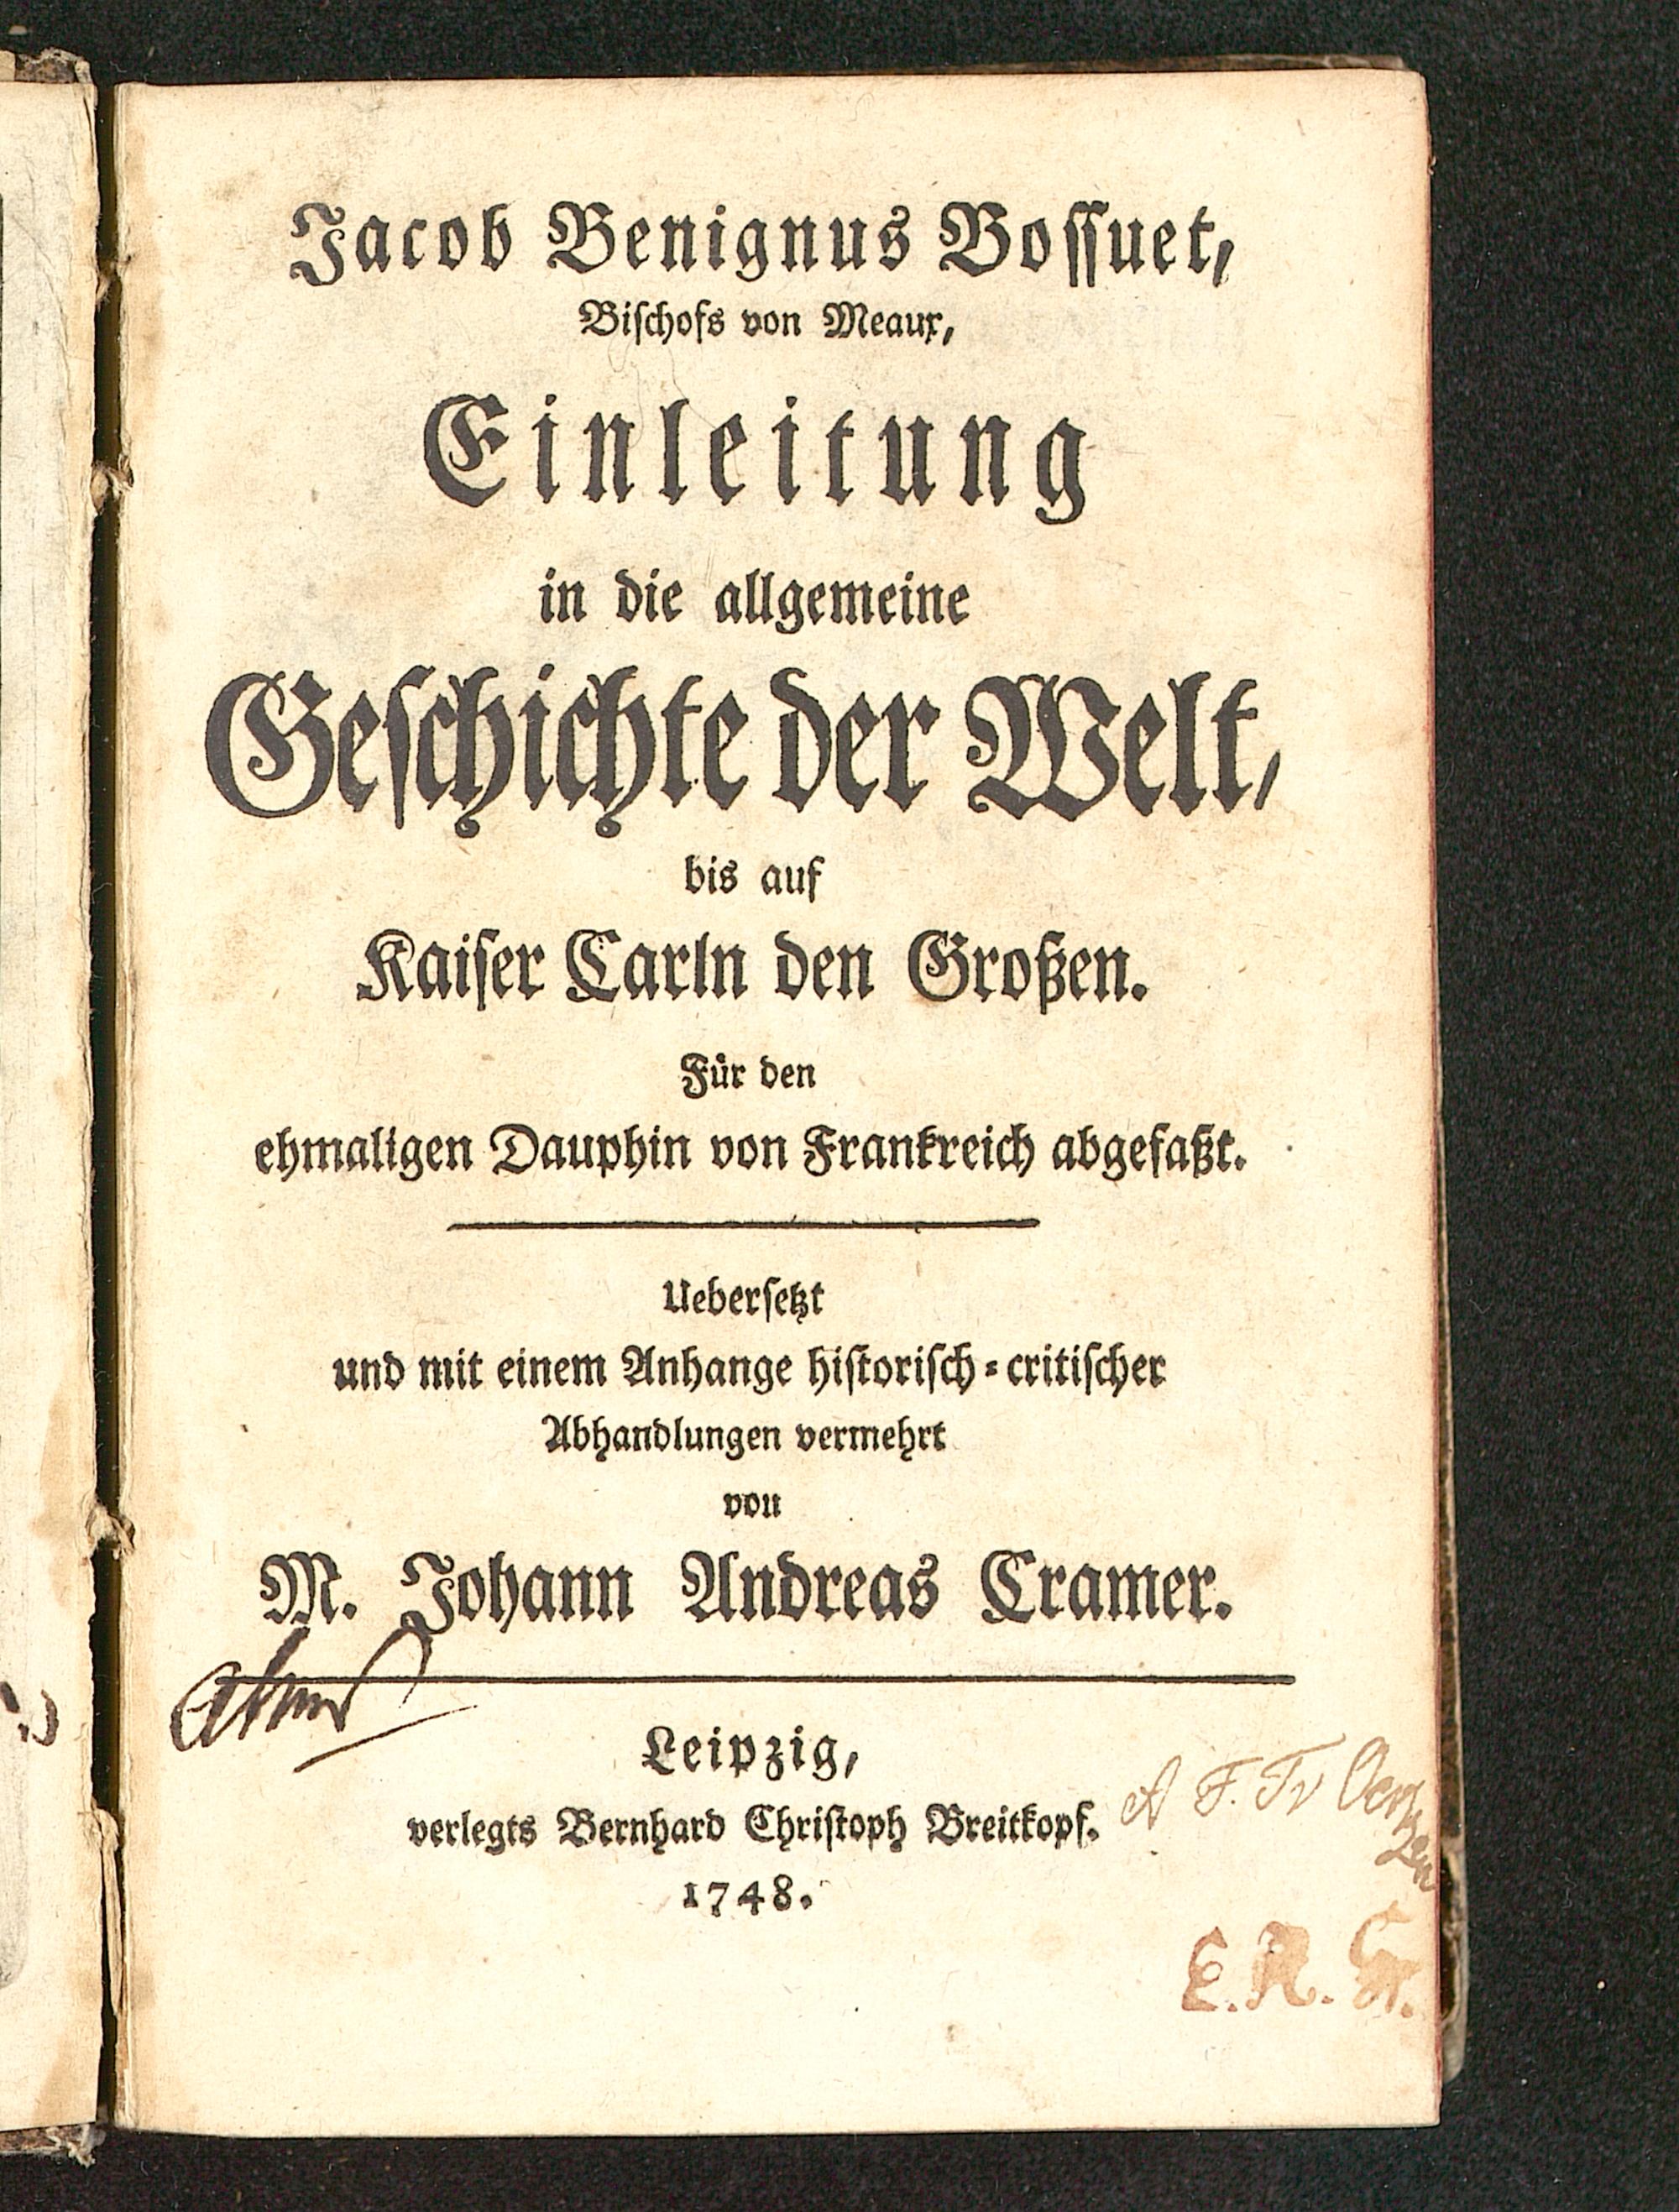 Jacob Benignus Bossuet,
Bischofs von Meaux,
Einleitung
in die allgemeine
Geschichte der Welt,
bis auf
Kaiser Carln den Großen.
Für den
ehmaligen Dauphin von Frankreich abgefaßt.
Uebersetzt
und mit einem Anhange historisch-critischer
Abhandlungen vermehrt
von
M. Johann Andreas Cramer.
Leipzig,
verlegts Bernhard Christoph Breitkopf.
1748.
E. R. G.